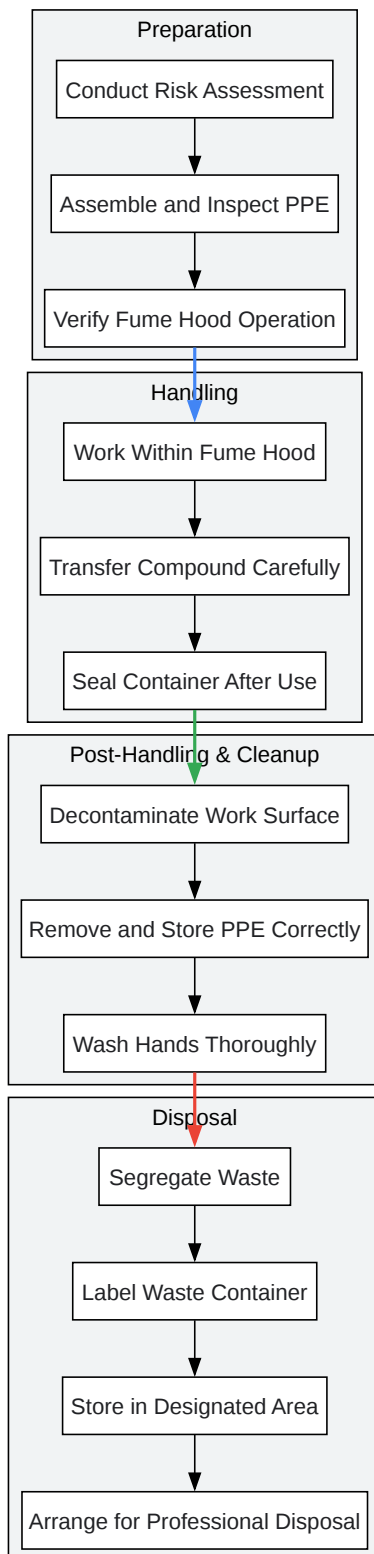 Preparation
Conduct Risk Assessment
Assemble and Inspect PPE
Verify Fume Hood Operation
Handling
Work Within Fume Hood
Transfer Compound Carefully
Seal Container After Use
Post-Handling & Cleanup
Decontaminate Work Surface
Remove and Store PPE Correctly
Wash Hands Thoroughly
Disposal
Segregate Waste
Label Waste Container
Store in Designated Area
Arrange for Professional Disposal